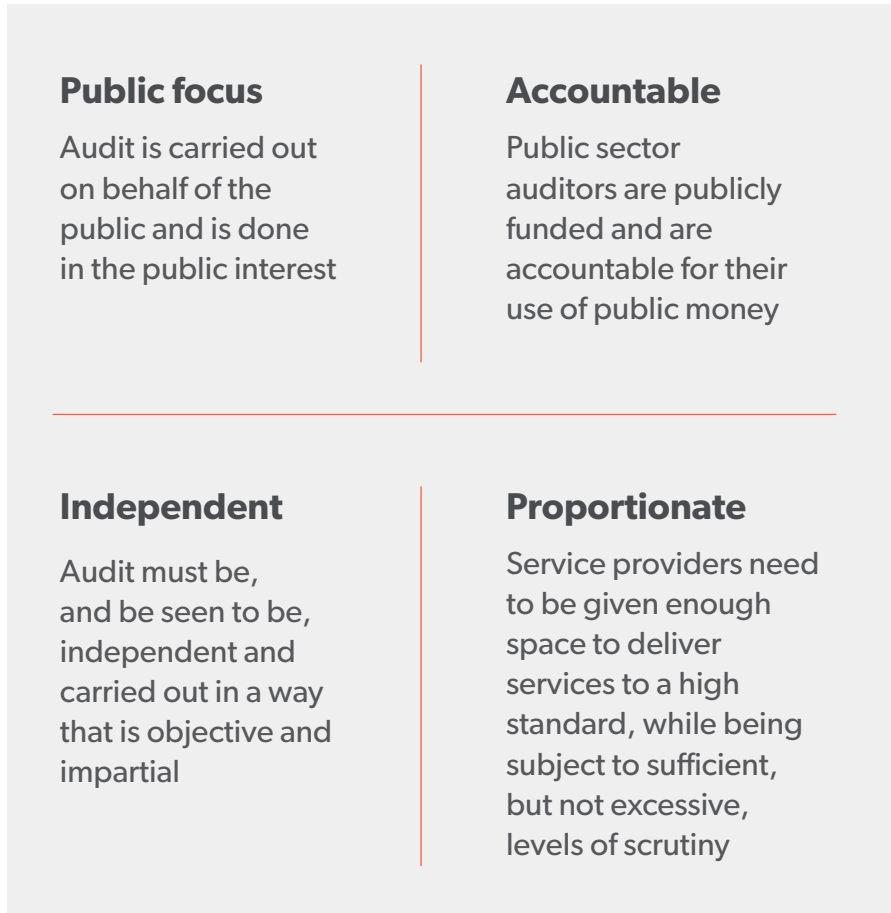 Public focus
Audit is carried out
on behalf of the
public and is done
in the public interest
Accountable
Public sector
auditors are publicly
funded and are
accountable for their
use of public money
Independent
Audit must be,
and be seen to be,
independent and
carried out in a way
that is objective and
impartial
Proportionate
Service providers need
to be given enough
space to deliver
services to a high
standard, while being
subject to sufficient,
but not excessive,
levels of scrutiny